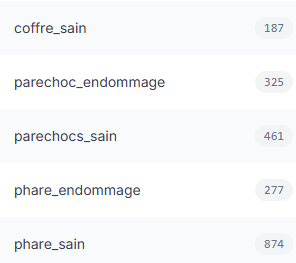 coffre_sain 187
parechoc_endommage 325
parechocs_sain 461
phare_endommage 277
phare_sain 874